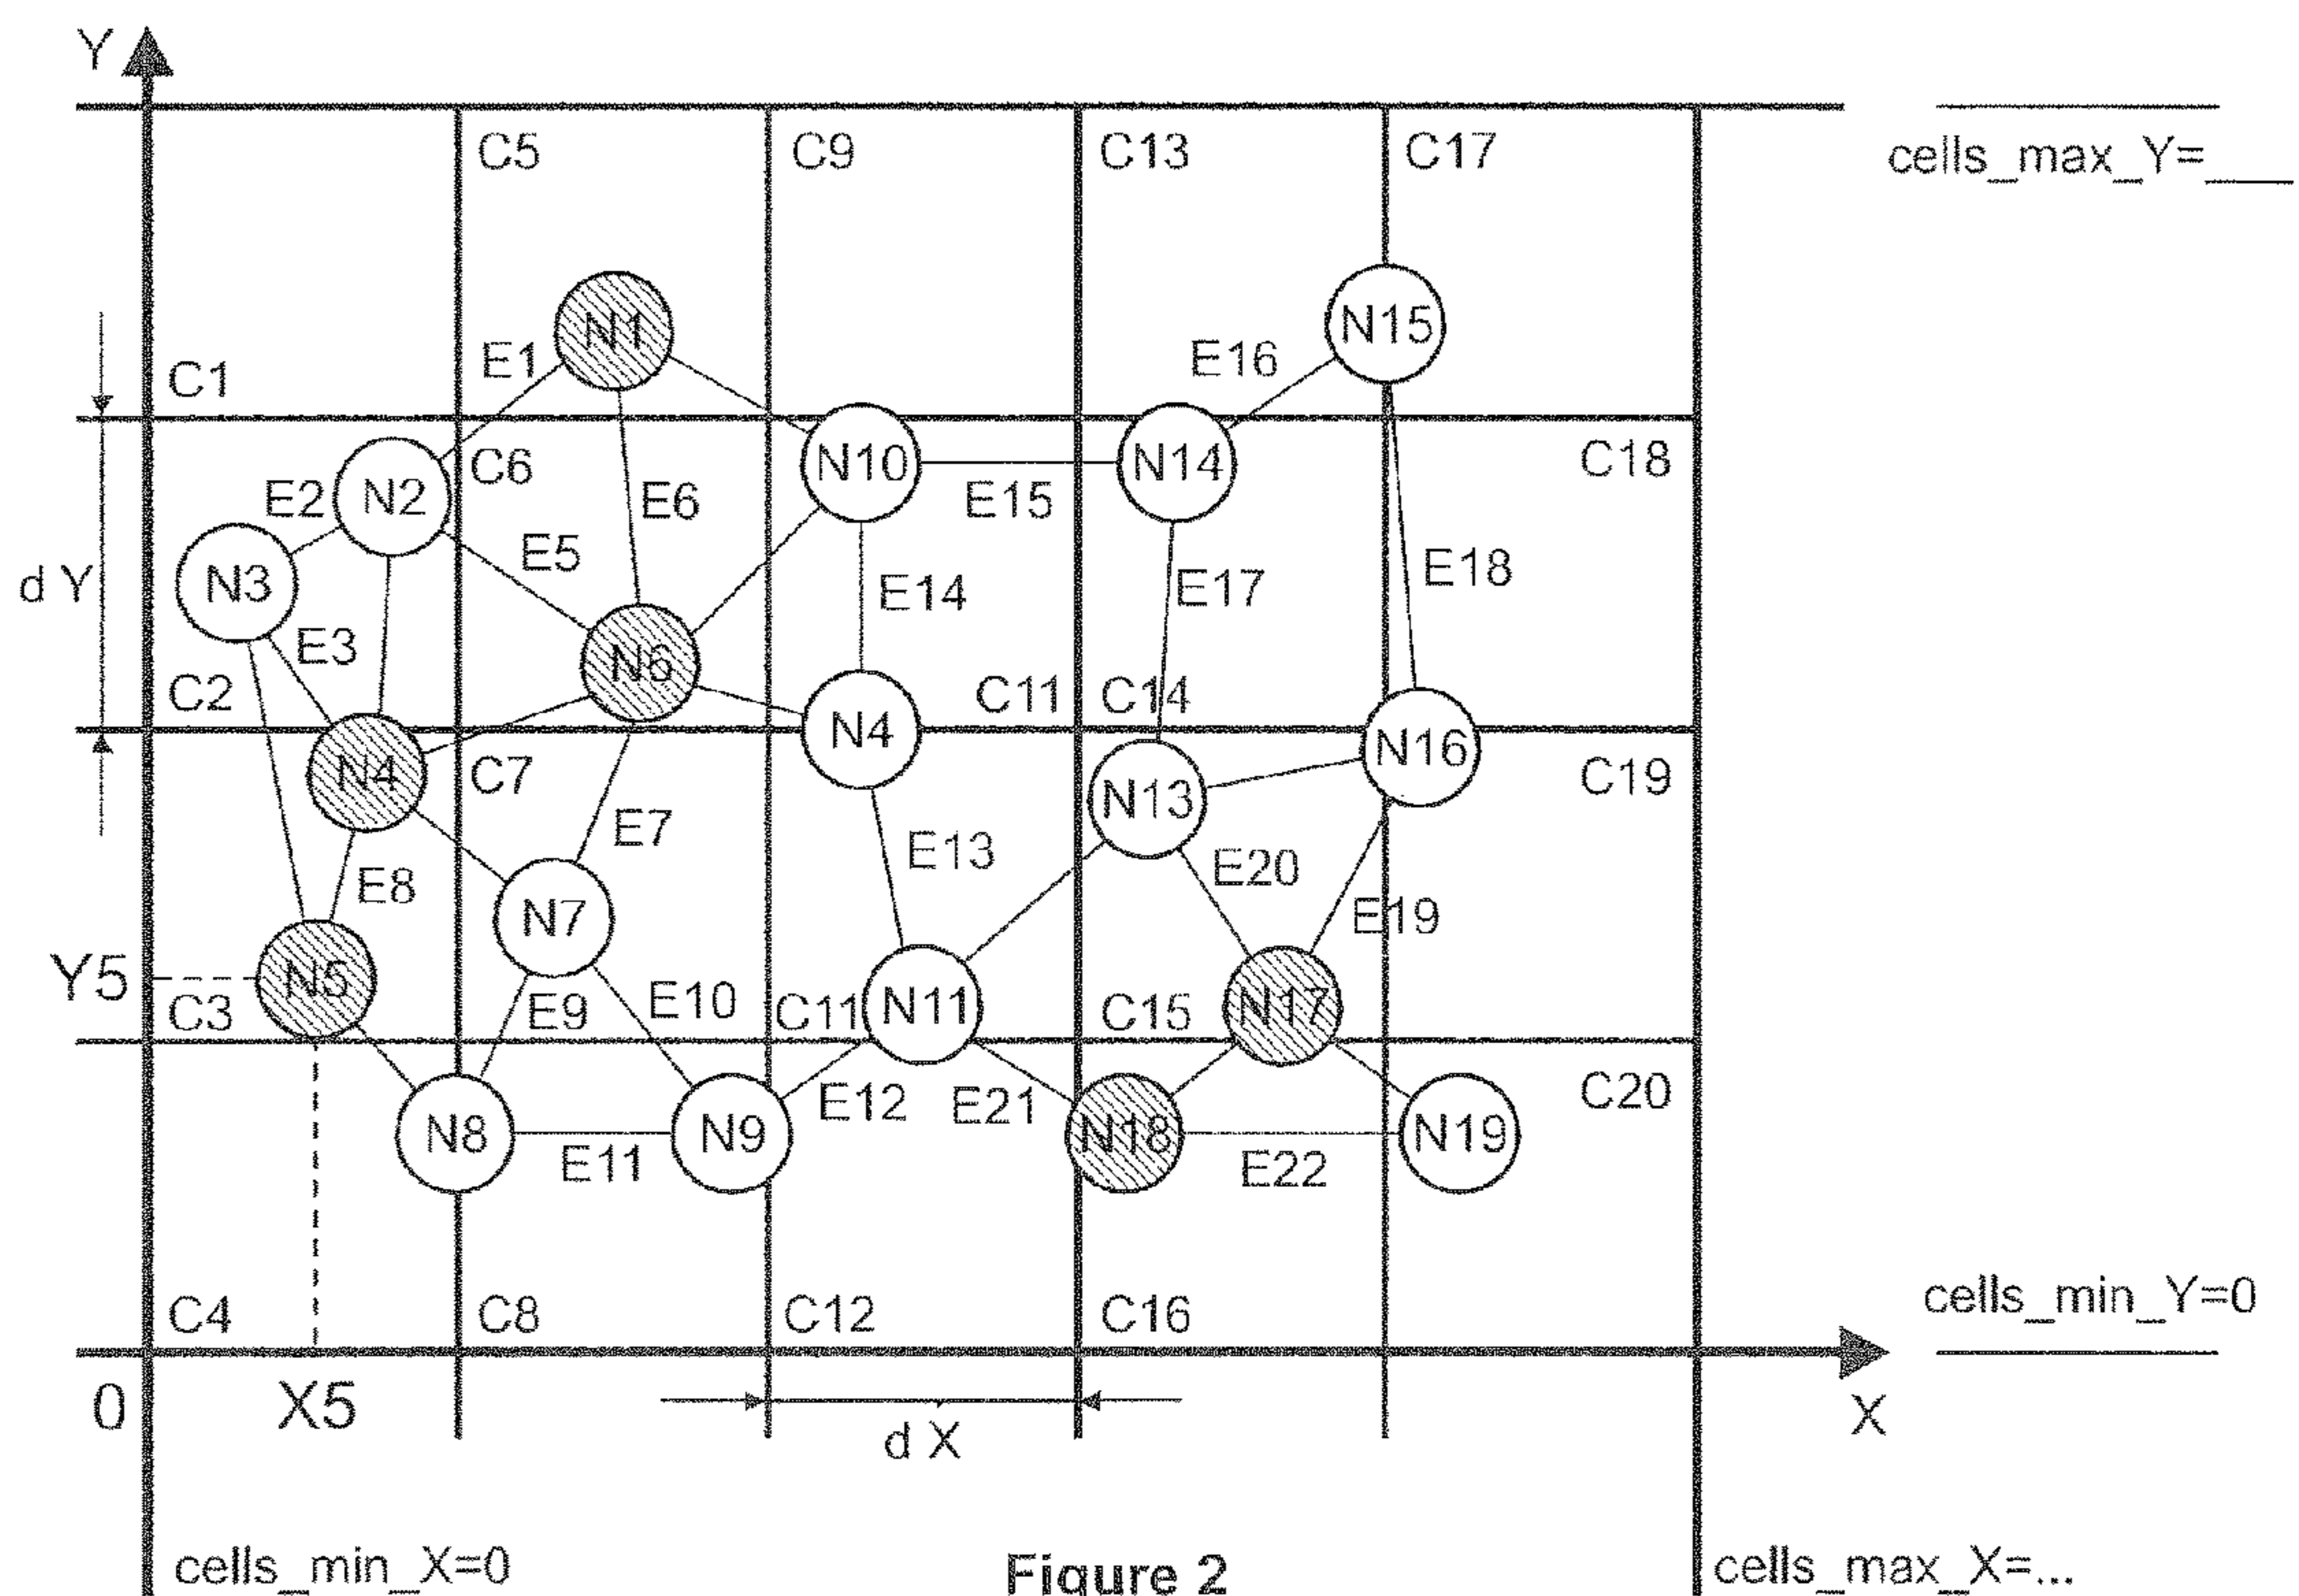 Y
C5 C9 C13 C17
cells_max_Y=___
N1 N15
E1 E16
C1
N10 N14 C18
C6
N2 E2 E6 E15
E5 E18
d Y N3 E14 E17
E3
N6
C2 C11 C14
N4 N16
N4 C7 C19
N13
E7 E13
E20
E8
N7 E19
Y5 N5
C3 E9 E10 C11 N11 C15 N17
E12 E21 C20
N8 N9 N18 N19
E11 E22
cells_min_Y=0
C4 C8 C12 C16
0 X5 X
d X
cells_min_X=0 Figure 2 cells_max_X=...